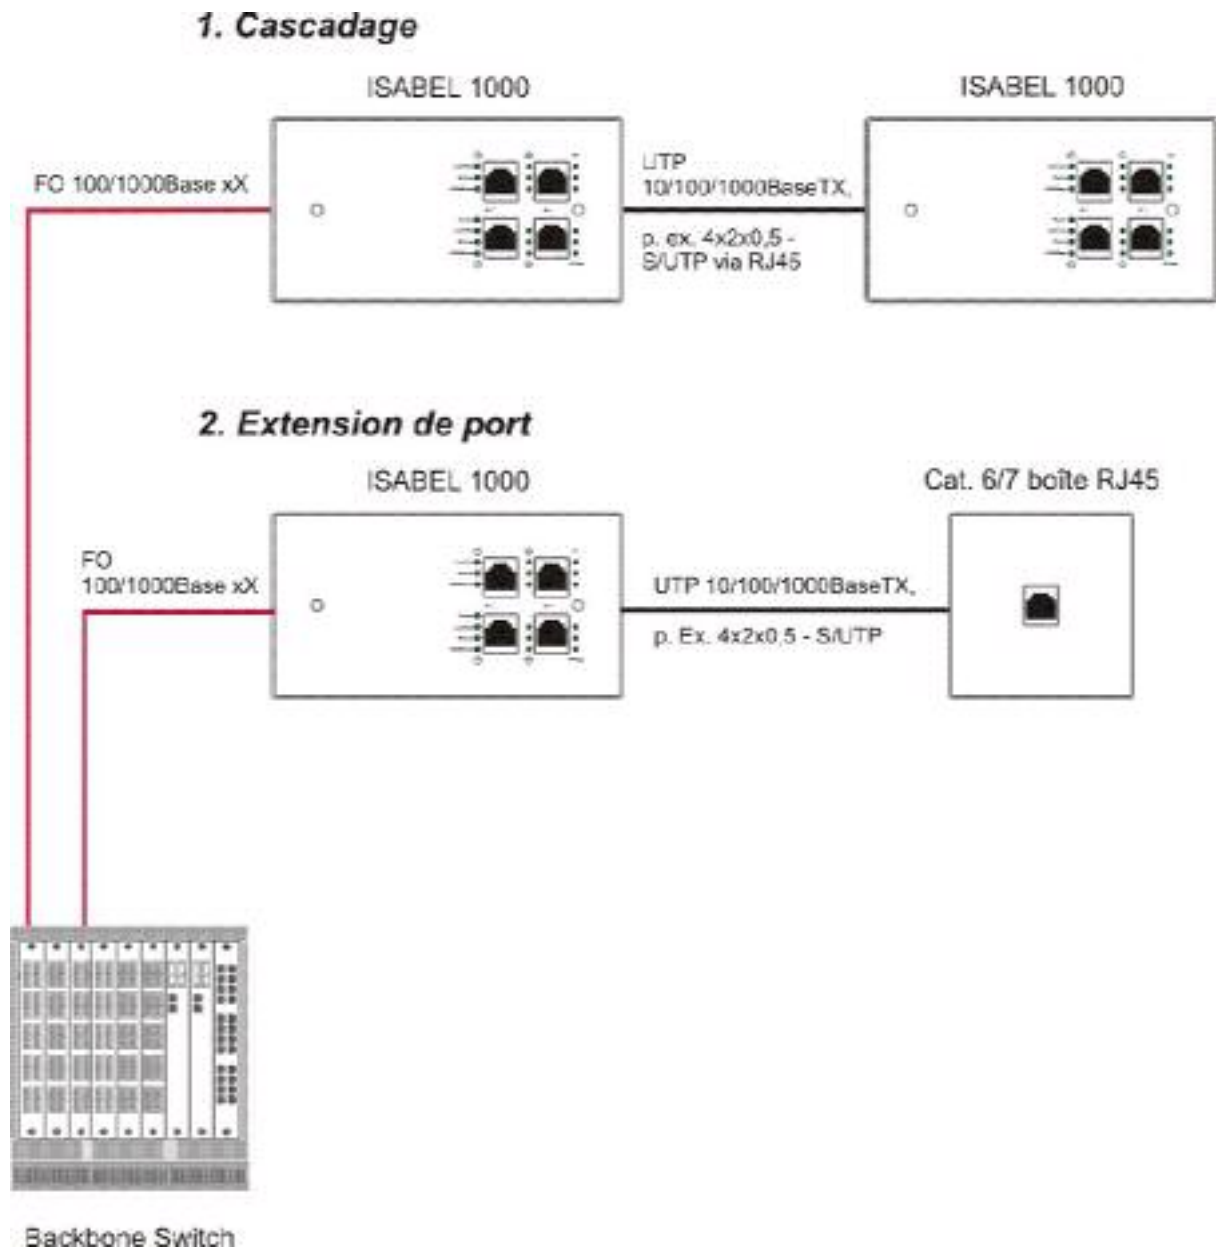 1. Cascadage
ISABEL 1000
ISABEL 1000
FO 100/1000Base xX
UTP
10/100/1000BaseTX,
p. ex. 4x2x0,5 -
S/UTP via RJ45
2. Extension de port
ISABEL 1000
Cat. 6/7 boîte RJ45
FO
100/1000Base xX
UTP 10/100/1000BaseTX,
p. Ex. 4x2x0,5 - S/UTP
Backbone Switch